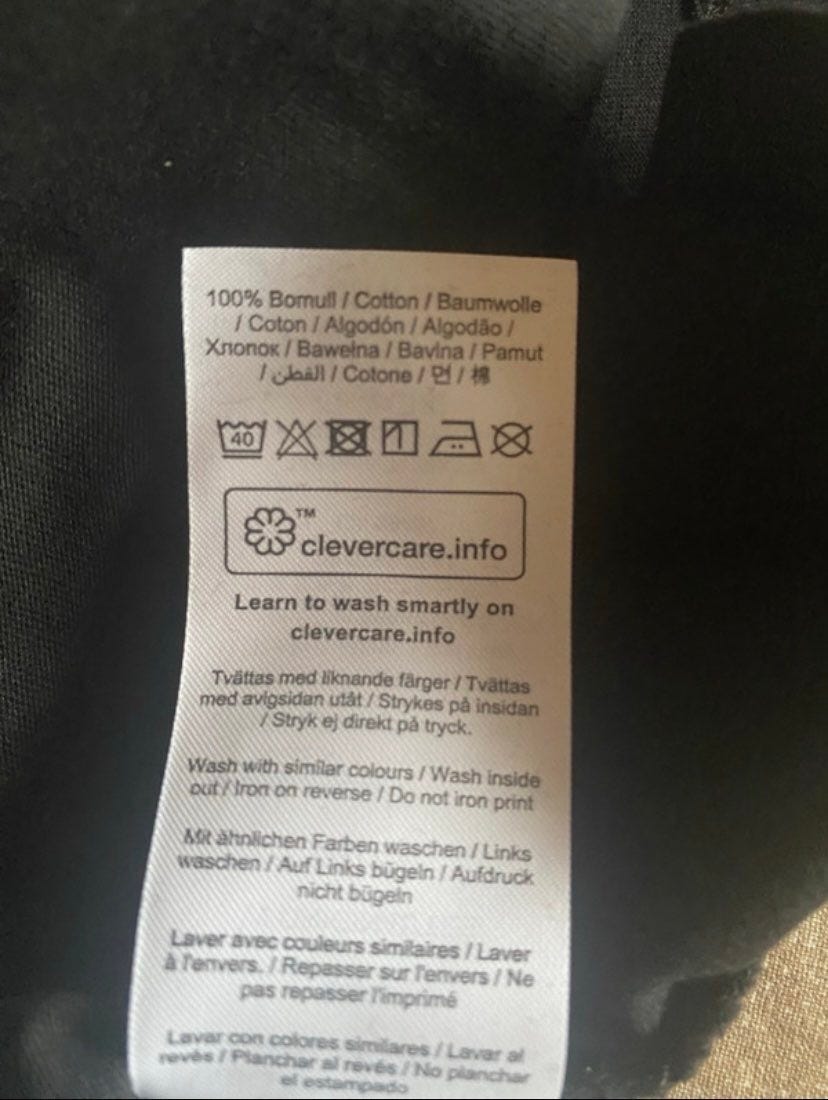 100% Bomull / Cotton / Baumwolle
/ Coton / Algodón / Algodão /
Хлопок / Bawełna / Bavlna / Pamut
/ القطن / Cotone / 면 / 棉
40
™
clevercare.info
Learn to wash smartly on
clevercare.info
Tvättas med liknande färger / Tvättas
med avigsidan utåt / Strykes på insidan
/ Stryk ej direkt på tryck.
Wash with similar colours / Wash inside
out / Iron on reverse / Do not iron print
Mit ähnlichen Farben waschen / Links
waschen / Auf Links bügeln / Aufdruck
nicht bügeln
Laver avec couleurs similaires / Laver
à l'envers. / Repasser sur l'envers / Ne
pas repasser l'imprimé
Lavar con colores similares / Lavar al
revés / Planchar al revés / No planchar
el estampado